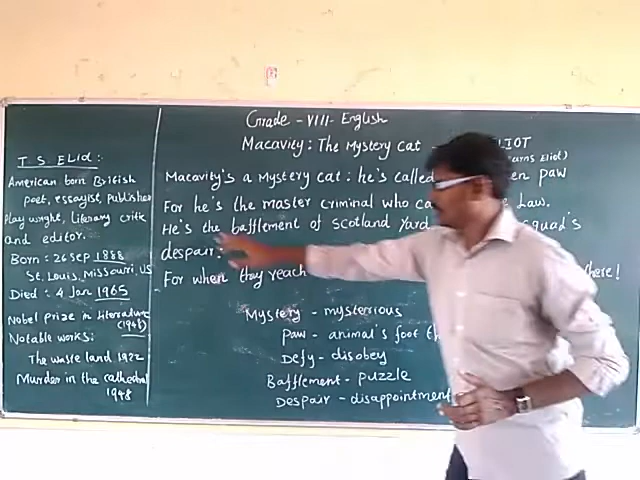 Grade - VIII - English
Macavity: The Mystery Cat - ELIOT
T. S. Eliot:
American born British
poet, essayist, publisher
Play wright, literary critic
and editor.
Born: 26 sep 1888
St. Louis, Missouri, US
Died: 4 Jan 1965
Nobel prize in literature
(1948)
Notable works:
The waste land 1922
Murder in the cathedral
1948
Macavity's a Mystery Cat: he's called paw
For he's the master criminal who Law.
He's the bafflement of Scotland Yard squad's
despair:
For when they reach there!
Mystery - mysterious
Paw - animal's foot
Defy - disobey
Bafflement - puzzle
Despair - disappointment